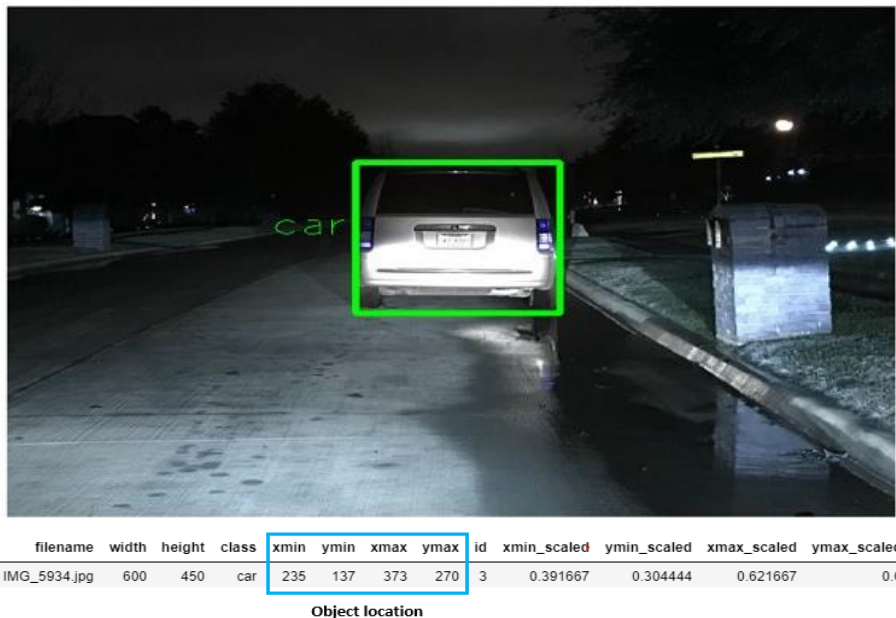 car
filename width height class xmin ymin xmax ymax id xmin_scaled ymin_scaled xmax_scaled ymax_scaled
IMG_5934.jpg 600 450 car 235 137 373 270 3 0.391667 0.304444 0.621667 0.
Object location